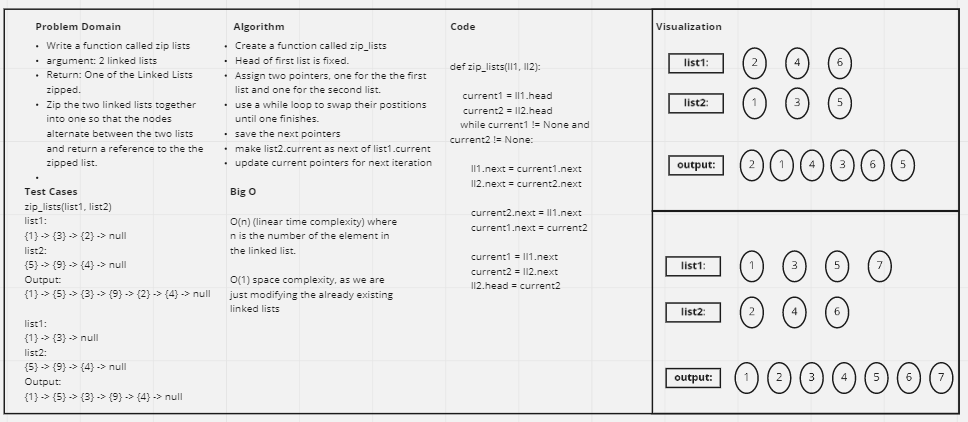 Problem Domain
• Write a function called zip lists
• argument: 2 linked lists
• Return: One of the Linked Lists
zipped.
• Zip the two linked lists together
into one so that the nodes
alternate between the two lists
and return a reference to the the
zipped list.
•
Test Cases
zip_lists(list1, list2)
list1:
{1} -> {3} -> {2} -> null
list2:
{5} -> {9} -> {4} -> null
Output:
{1} -> {5} -> {3} -> {9} -> {2} -> {4} -> null
list1:
{1} -> {3} -> null
list2:
{5} -> {9} -> {4} -> null
Output:
{1} -> {5} -> {3} -> {9} -> {4} -> null
Algorithm
• Create a function called zip_lists
• Head of first list is fixed.
• Assign two pointers, one for the the first
list and one for the second list.
• use a while loop to swap their postitions
until one finishes.
• save the next pointers
• make list2.current as next of list1.current
• update current pointers for next iteration
Big O
O(n) (linear time complexity) where
n is the number of the element in
the linked list.
O(1) space complexity, as we are
just modifying the already existing
linked lists
Code
def zip_lists(ll1, ll2):
current1 = ll1.head
current2 = ll2.head
while current1 != None and
current2 != None:
ll1.next = current1.next
ll2.next = current2.next
current2.next = ll1.next
current1.next = current2
current1 = ll1.next
current2 = ll2.next
ll2.head = current2
Visualization
list1: 2 4 6
list2: 1 3 5
output: 2 1 4 3 6 5
list1: 1 3 5 7
list2: 2 4 6
output: 1 2 3 4 5 6 7